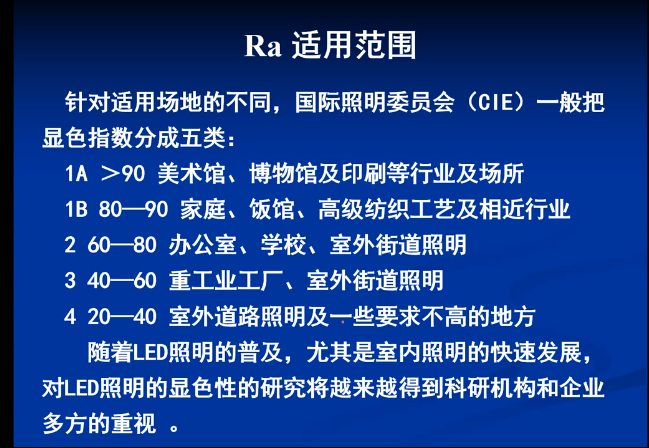 Ra 适用范围
针对适用场地的不同，国际照明委员会（CIE）一般把
显色指数分成五类：
1A ＞90 美术馆、博物馆及印刷等行业及场所
1B 80—90 家庭、饭馆、高级纺织工艺及相近行业
2 60—80 办公室、学校、室外街道照明
3 40—60 重工业工厂、室外街道照明
4 20—40 室外道路照明及一些要求不高的地方
随着LED照明的普及，尤其是室内照明的快速发展，
对LED照明的显色性的研究将越来越得到科研机构和企业
多方的重视 。